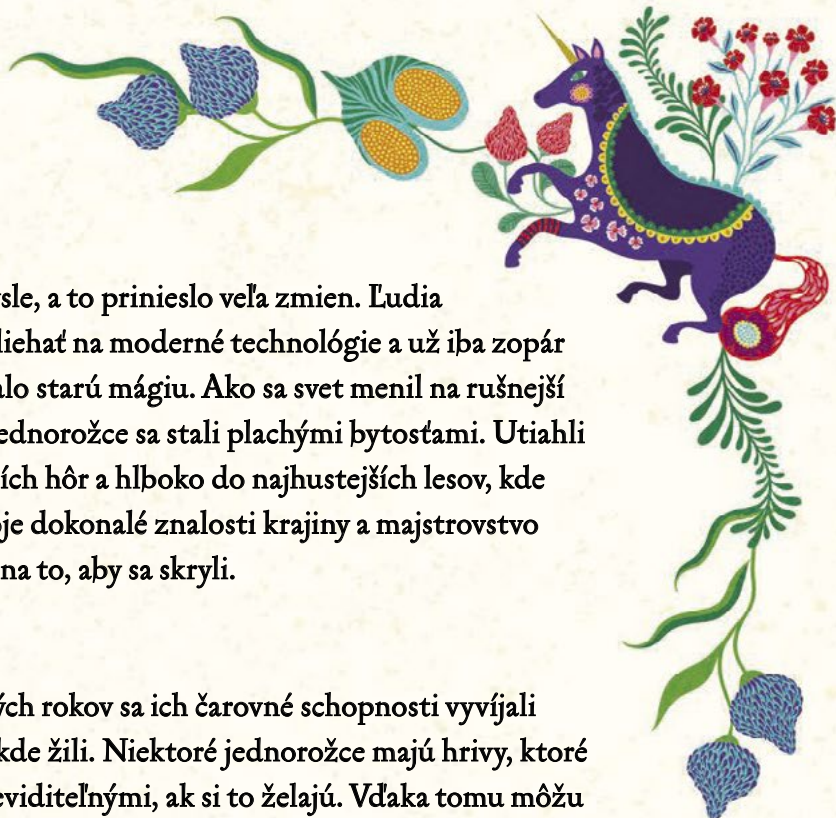 sle, a to prinieslo veľa zmien. Ľudia
liehať na moderné technológie a už iba zopár
alo starú mágiu. Ako sa svet menil na rušnejší
ednorožce sa stali plachými bytosťami. Utiahli
ích hôr a hlboko do najhustejších lesov, kde
oje dokonalé znalosti krajiny a majstrovstvo
na to, aby sa skryli.
ých rokov sa ich čarovné schopnosti vyvíjali
kde žili. Niektoré jednorožce majú hrivy, ktoré
eviditeľnými, ak si to želajú. Vďaka tomu môžu